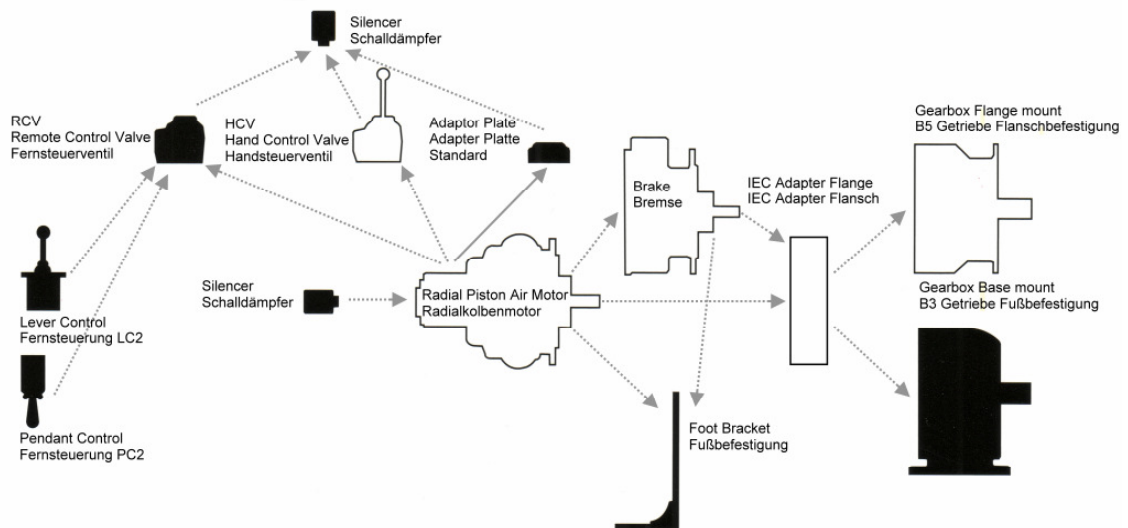 Silencer
Schalldämpfer
RCV
Remote Control Valve
Fernsteuerventil
HCV
Hand Control Valve
Handsteuerventil
Adaptor Plate
Adapter Platte
Standard
Gearbox Flange mount
B5 Getriebe Flanschbefestigung
Brake
Bremse
IEC Adapter Flange
IEC Adapter Flansch
Silencer
Schalldämpfer
Radial Piston Air Motor
Radialkolbenmotor
Gearbox Base mount
B3 Getriebe Fußbefestigung
Lever Control
Fernsteuerung LC2
Pendant Control
Fernsteuerung PC2
Foot Bracket
Fußbefestigung